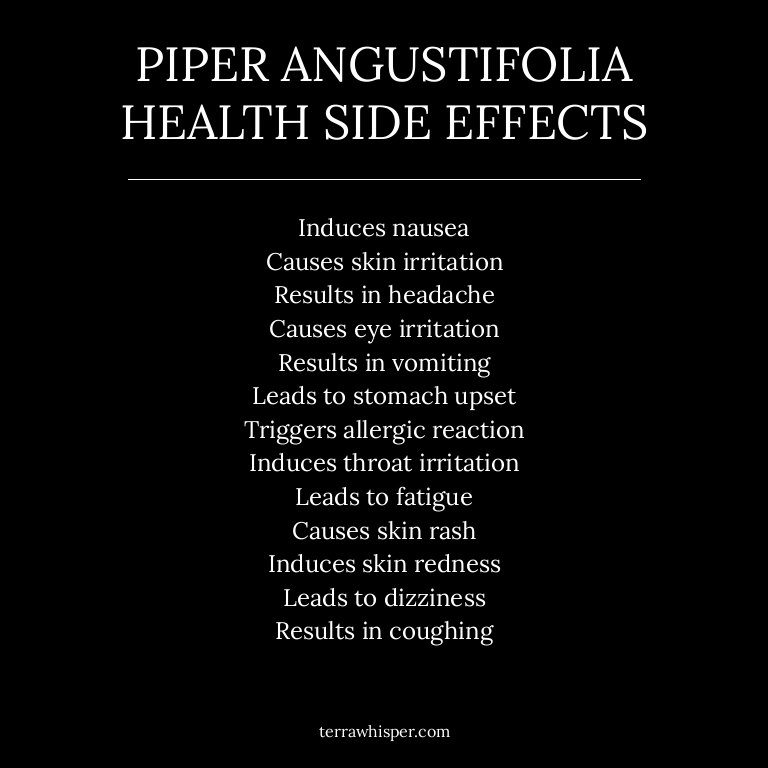 PIPER ANGUSTIFOLIA
HEALTH SIDE EFFECTS
Induces nausea
Causes skin irritation
Results in headache
Causes eye irritation
Results in vomiting
Leads to stomach upset
Triggers allergic reaction
Induces throat irritation
Leads to fatigue
Causes skin rash
Induces skin redness
Leads to dizziness
Results in coughing
terrawhisper.com